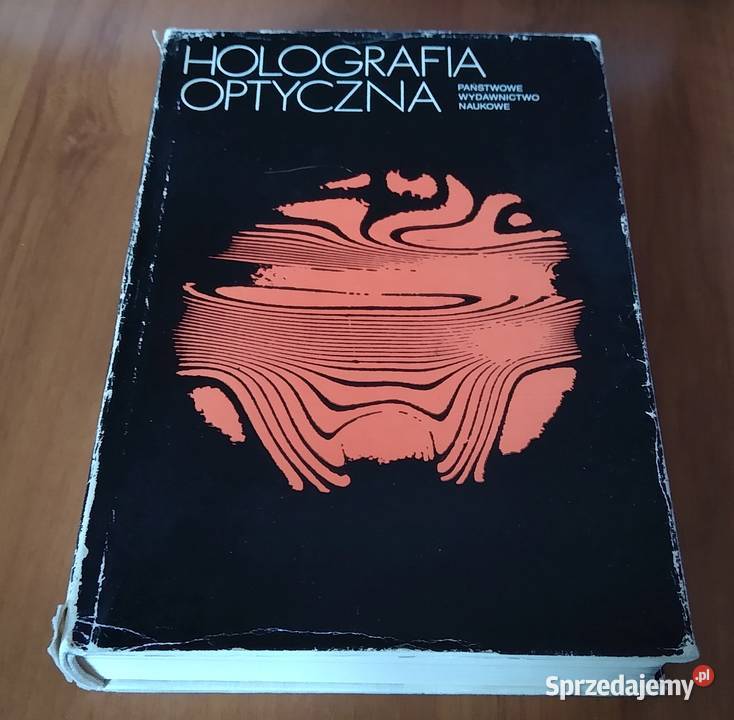 HOLOGRAFIA
OPTYCZNA
PAŃSTWOWE
WYDAWNICTWO
NAUKOWE
Sprzedajemy.pl